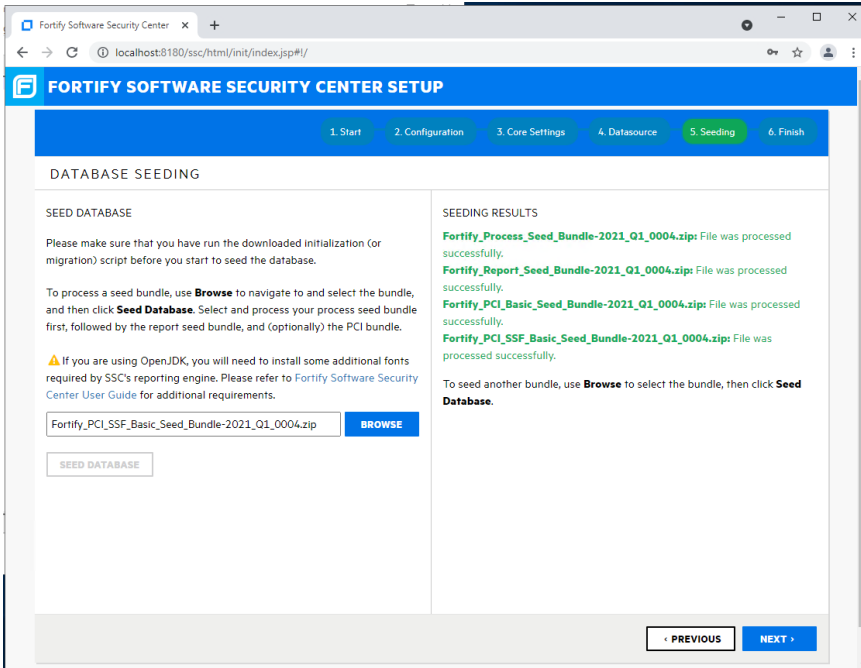 Fortify Software Security Center
localhost:8180/ssc/html/init/index.jsp#!/
FORTIFY SOFTWARE SECURITY CENTER SETUP
1. Start
2. Configuration
3. Core Settings
4. Datasource
5. Seeding
6. Finish
DATABASE SEEDING
SEED DATABASE
Please make sure that you have run the downloaded initialization (or
migration) script before you start to seed the database.
To process a seed bundle, use Browse to navigate to and select the bundle,
and then click Seed Database. Select and process your process seed bundle
first, followed by the report seed bundle, and (optionally) the PCI bundle.
If you are using OpenJDK, you will need to install some additional fonts
required by SSC's reporting engine. Please refer to Fortify Software Security
Center User Guide for additional requirements.
Fortify_PCI_SSF_Basic_Seed_Bundle-2021_Q1_0004.zip
BROWSE
SEED DATABASE
SEEDING RESULTS
Fortify_Process_Seed_Bundle-2021_Q1_0004.zip: File was processed
successfully.
Fortify_Report_Seed_Bundle-2021_Q1_0004.zip: File was processed
successfully.
Fortify_PCI_Basic_Seed_Bundle-2021_Q1_0004.zip: File was processed
successfully.
Fortify_PCI_SSF_Basic_Seed_Bundle-2021_Q1_0004.zip: File was
processed successfully.
To seed another bundle, use Browse to select the bundle, then click Seed
Database.
‹ PREVIOUS
NEXT ›